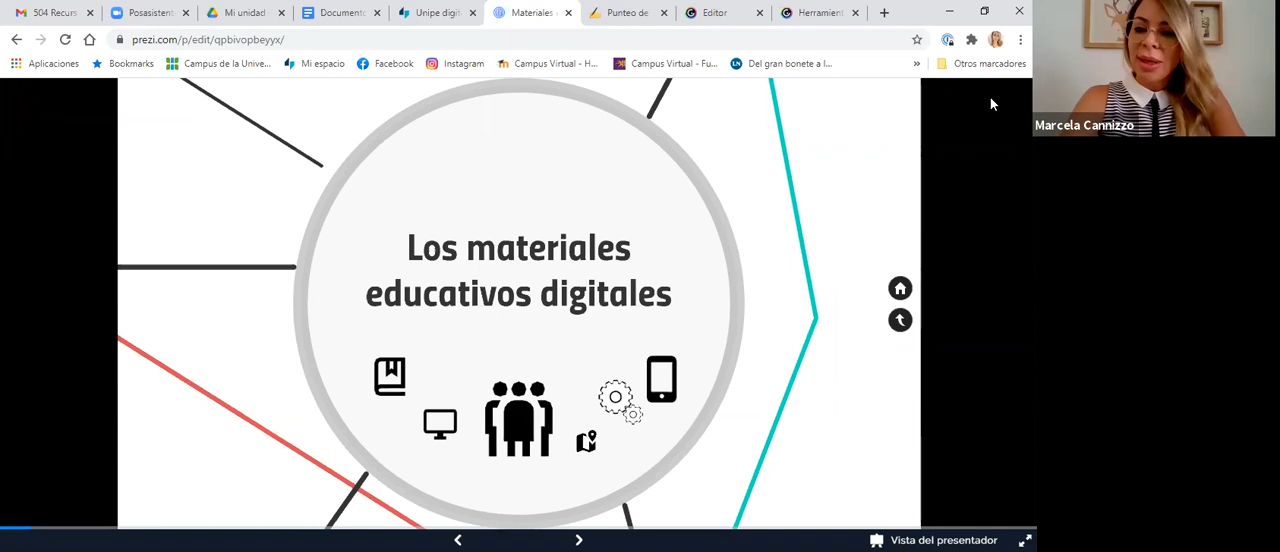 504 Recurs
Posasistent
Mi unidad
Documento
Unipe digit
Materiales
Punteo de
Editor
Herramient
prezi.com/p/edit/qpbivopbeyyx/
Aplicaciones
Bookmarks
Campus de la Unive...
Mi espacio
Facebook
Instagram
Campus Virtual - H...
Campus Virtual - Fu...
Del gran bonete a l...
»
Otros marcadores
Marcela Cannizzo
Los materiales
educativos digitales
Vista del presentador